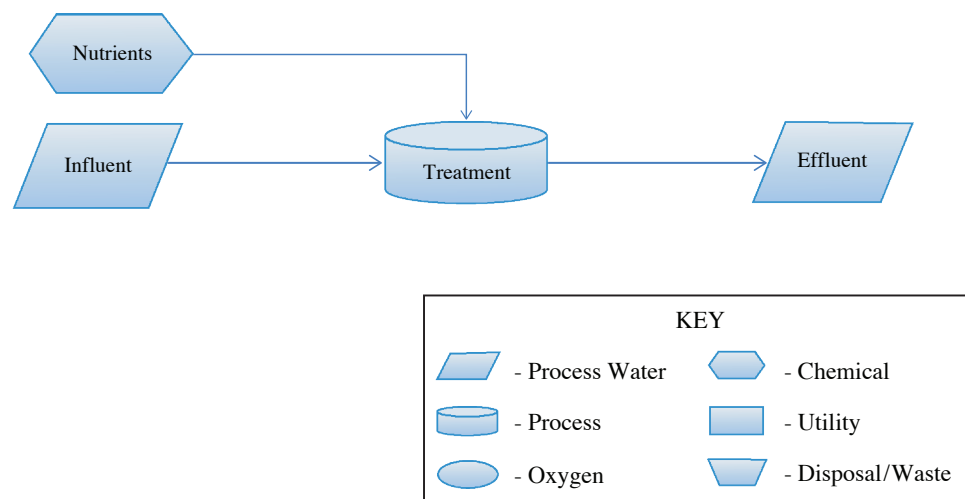 Nutrients
Influent
Treatment
Effluent
KEY
- Process Water
- Chemical
- Process
- Utility
- Oxygen
- Disposal/Waste